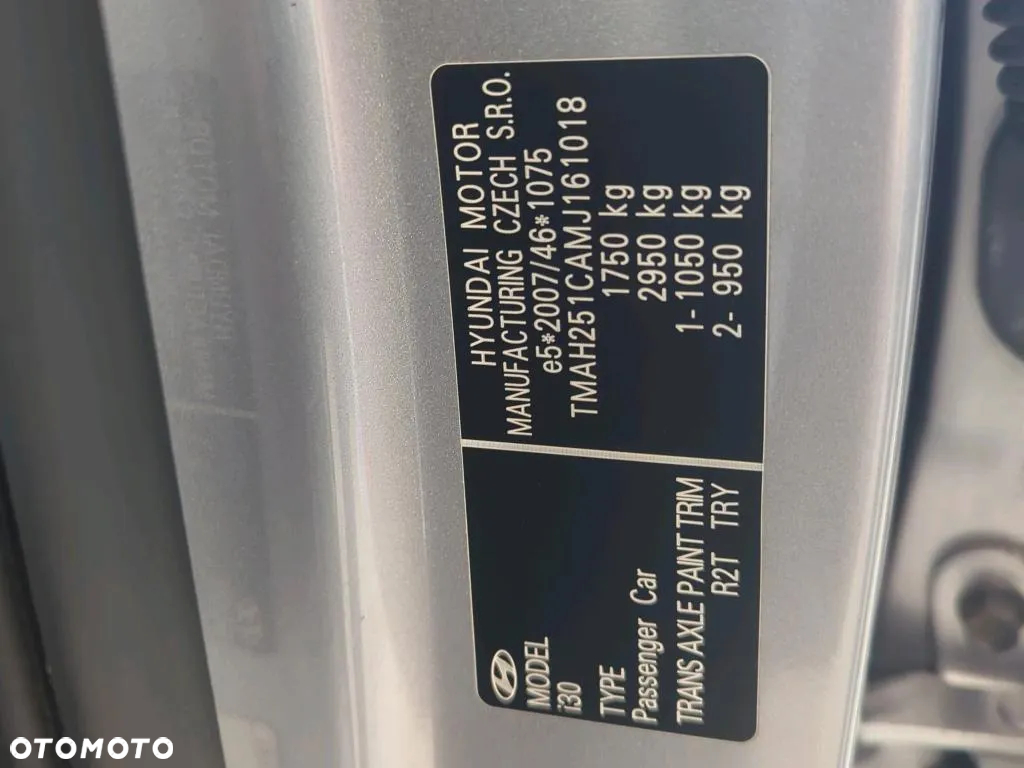 HYUNDAI MOTOR
MANUFACTURING CZECH S.R.O.
e5*2007/46*1075
TMAH251CAMJ161018
1750 kg
2950 kg
1- 1050 kg
2- 950 kg
MODEL
i30
TYPE
Passenger Car
TRANS AXLE PAINT TRIM
R2T TRY
OTOMOTO